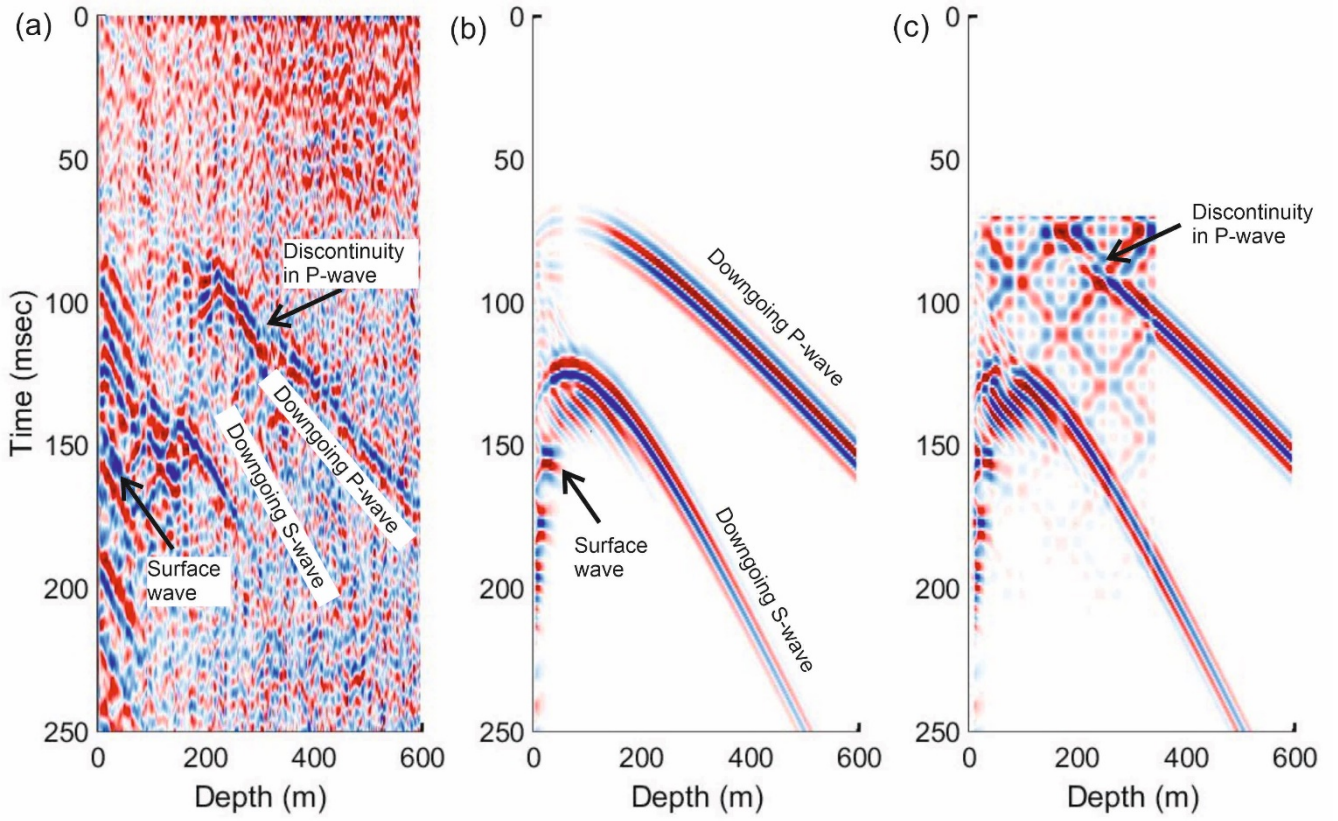 (a)
0
50
100
150
200
250
Time (msec)
Discontinuity
in P-wave
Downgoing P-wave
Downgoing S-wave
Surface
wave
0
200
400
600
Depth (m)
(b)
0
50
100
150
200
250
Downgoing P-wave
Surface
wave
Downgoing S-wave
0
200
400
600
Depth (m)
(c)
0
50
100
150
200
250
Discontinuity
in P-wave
0
200
400
600
Depth (m)